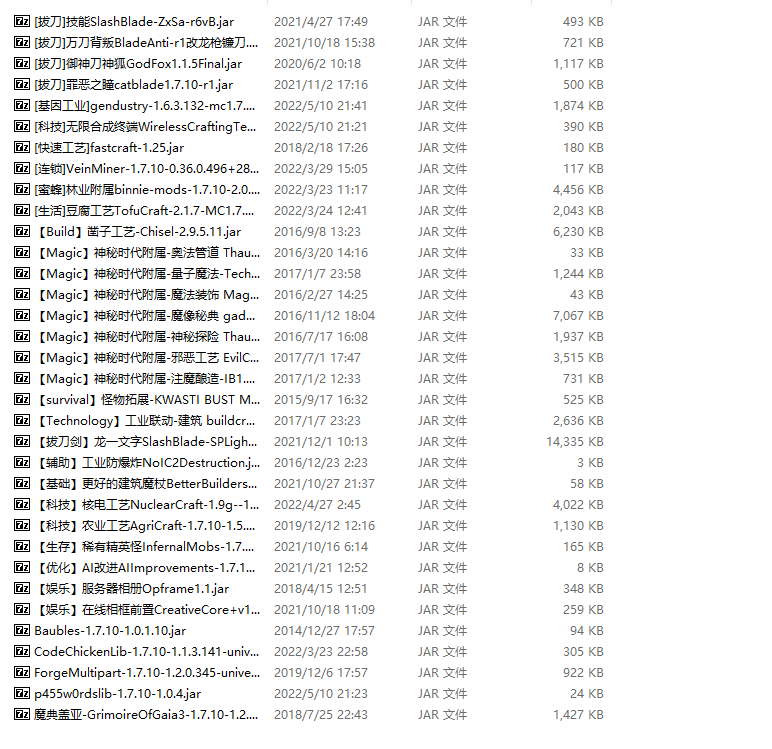 [拔刀]技能SlashBlade-ZxSa-r6vB.jar 2021/4/27 17:49 JAR 文件 493 KB
[拔刀]万刀背叛BladeAnti-r1改龙枪镰刀.... 2021/10/18 15:38 JAR 文件 721 KB
[拔刀]御神刀神狐GodFox1.1.5Final.jar 2020/6/2 10:18 JAR 文件 1,117 KB
[拔刀]罪恶之瞳catblade1.7.10-r1.jar 2021/11/2 17:16 JAR 文件 500 KB
[基因工业]gendustry-1.6.3.132-mc1.7.... 2022/5/10 21:41 JAR 文件 1,874 KB
[科技]无限合成终端WirelessCraftingTe... 2022/5/10 21:21 JAR 文件 390 KB
[快速工艺]fastcraft-1.25.jar 2018/2/18 17:26 JAR 文件 180 KB
[连锁]VeinMiner-1.7.10-0.36.0.496+28... 2022/3/29 15:05 JAR 文件 117 KB
[蜜蜂]林业附属binnie-mods-1.7.10-2.0.... 2022/3/23 11:17 JAR 文件 4,456 KB
[生活]豆腐工艺TofuCraft-2.1.7-MC1.7.... 2022/3/24 12:41 JAR 文件 2,043 KB
【Build】凿子工艺-Chisel-2.9.5.11.jar 2016/9/8 13:23 JAR 文件 6,230 KB
【Magic】神秘时代附属-奥法管道 Thau... 2016/3/20 14:16 JAR 文件 33 KB
【Magic】神秘时代附属-量子魔法-Tech... 2017/1/7 23:58 JAR 文件 1,244 KB
【Magic】神秘时代附属-魔法装饰 Mag... 2016/2/27 14:25 JAR 文件 43 KB
【Magic】神秘时代附属-魔像秘典 gad... 2016/11/12 18:04 JAR 文件 7,067 KB
【Magic】神秘时代附属-神秘探险 Thau... 2016/7/17 16:08 JAR 文件 1,937 KB
【Magic】神秘时代附属-邪恶工艺 EvilC... 2017/7/1 17:47 JAR 文件 3,515 KB
【Magic】神秘时代附属-注魔酿造-IB1.... 2017/1/2 12:33 JAR 文件 731 KB
【survival】怪物拓展-KWASTI BUST M... 2015/9/17 16:32 JAR 文件 525 KB
【Technology】工业联动-建筑 buildcr... 2017/1/7 23:23 JAR 文件 2,636 KB
【拔刀剑】龙一文字SlashBlade-SPLigh... 2021/12/1 10:13 JAR 文件 14,335 KB
【辅助】工业防爆炸NoIC2Destruction.j... 2016/12/23 2:23 JAR 文件 3 KB
【基础】更好的建筑魔杖BetterBuilders... 2021/10/27 21:37 JAR 文件 58 KB
【科技】核电工艺NuclearCraft-1.9g--1... 2022/4/27 2:45 JAR 文件 4,022 KB
【科技】农业工艺AgriCraft-1.7.10-1.5.... 2019/12/12 12:16 JAR 文件 1,130 KB
【生存】稀有精英怪InfernalMobs-1.7.... 2021/10/16 6:14 JAR 文件 165 KB
【优化】AI改进AIImprovements-1.7.1... 2021/1/21 12:52 JAR 文件 8 KB
【娱乐】服务器相册Opframe1.1.jar 2018/4/15 12:51 JAR 文件 348 KB
【娱乐】在线相框前置CreativeCore+v1... 2021/10/18 11:09 JAR 文件 259 KB
Baubles-1.7.10-1.0.1.10.jar 2014/12/27 17:57 JAR 文件 94 KB
CodeChickenLib-1.7.10-1.1.3.141-univ... 2022/3/23 22:58 JAR 文件 305 KB
ForgeMultipart-1.7.10-1.2.0.345-unive... 2019/12/6 17:57 JAR 文件 922 KB
p455w0rdslib-1.7.10-1.0.4.jar 2022/5/10 21:23 JAR 文件 24 KB
魔典盖亚-GrimoireOfGaia3-1.7.10-1.2.... 2018/7/25 22:43 JAR 文件 1,427 KB